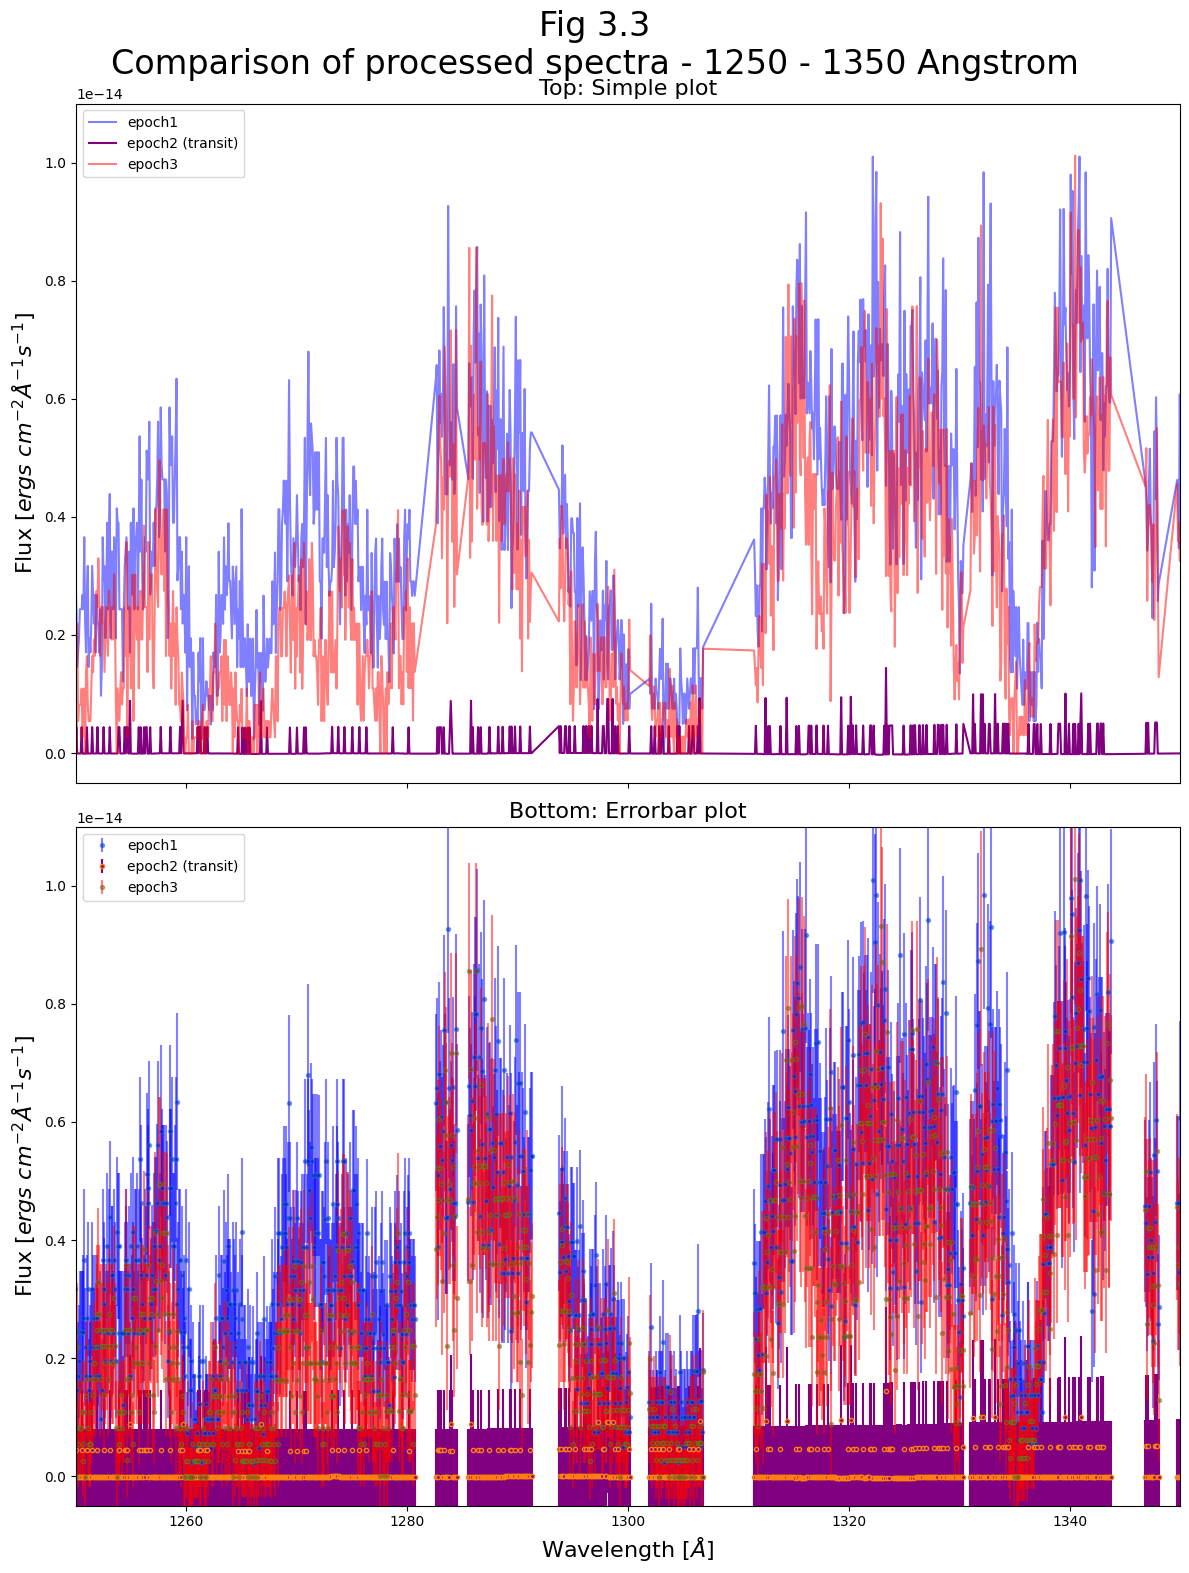 Fig 3.3
Comparison of processed spectra - 1250 - 1350 Angstrom
Top: Simple plot
1e−14
epoch1
epoch2 (transit)
epoch3
1.0
0.8
0.6
0.4
0.2
0.0
Flux [ergs cm⁻²Å⁻¹s⁻¹]
Bottom: Errorbar plot
1e−14
epoch1
epoch2 (transit)
epoch3
1.0
0.8
0.6
0.4
0.2
0.0
Flux [ergs cm⁻²Å⁻¹s⁻¹]
1260 1280 1300 1320 1340
Wavelength [Å]